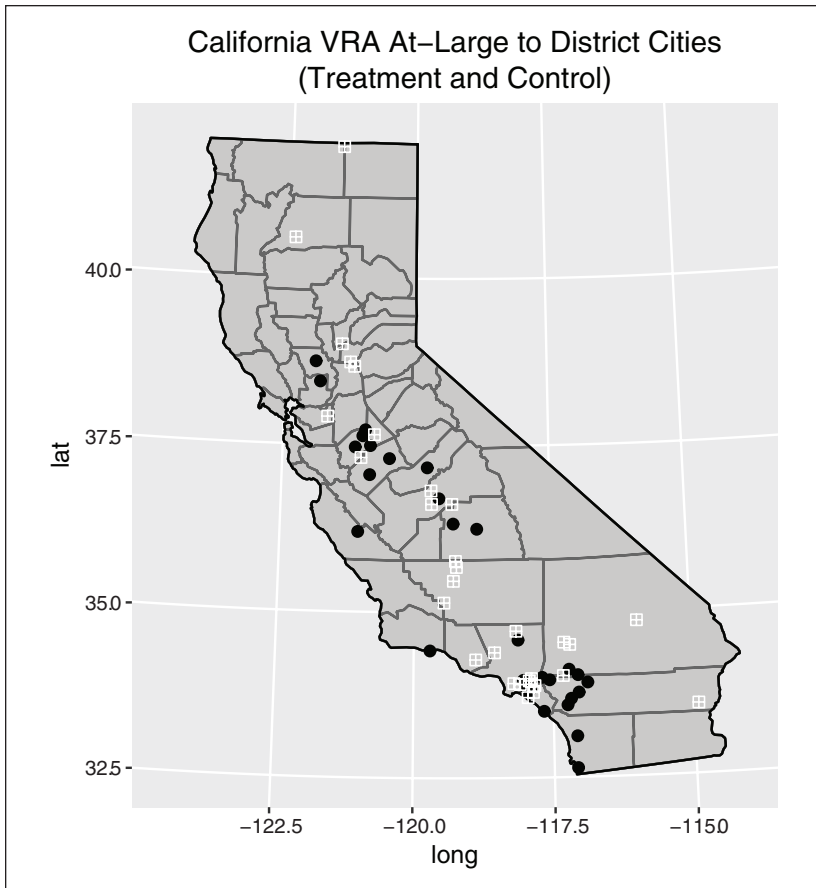 California VRA At−Large to District Cities
(Treatment and Control)
40.0
37.5
lat
35.0
32.5
−122.5 −120.0 −117.5 −115.0
long